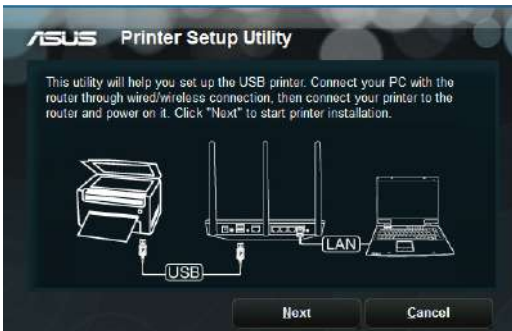 ASUS Printer Setup Utility
This utility will help you set up the USB printer. Connect your PC with the
router through wired/wireless connection, then connect your printer to the
router and power on it. Click "Next" to start printer installation.
LAN
USB
Next Cancel